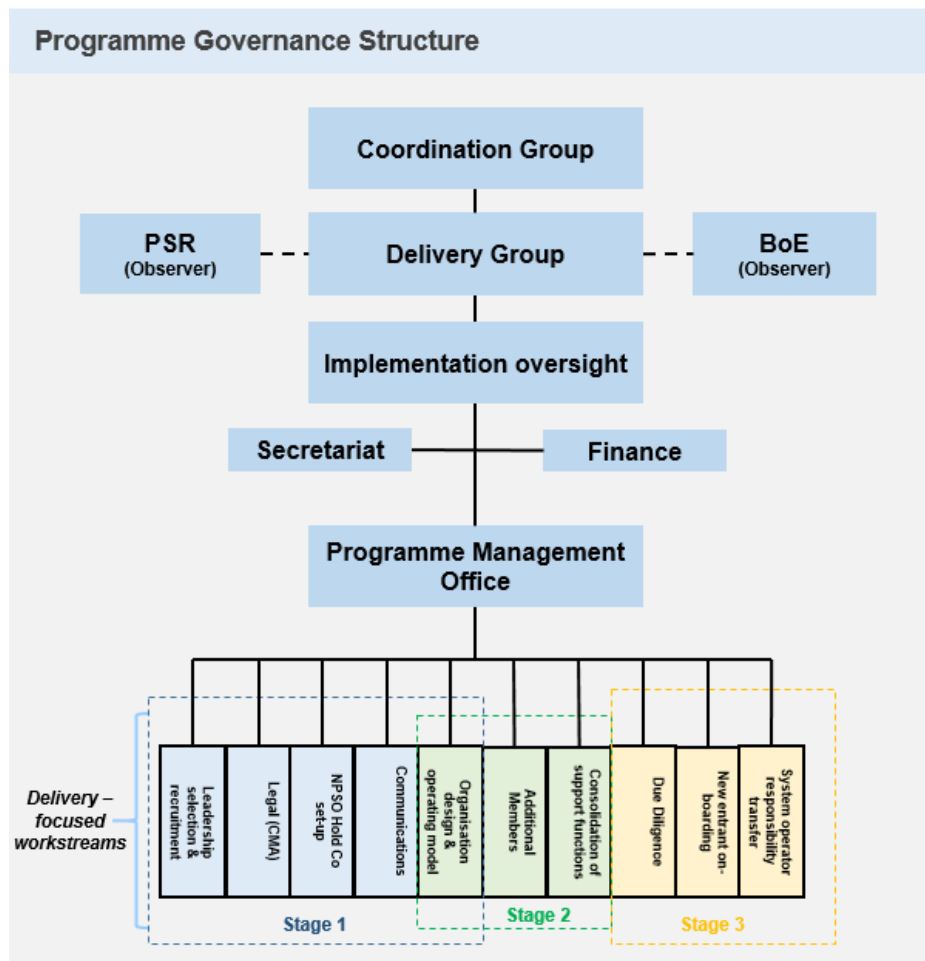 Programme Governance Structure
Coordination Group
PSR
(Observer)
Delivery Group
BoE
(Observer)
Implementation oversight
Secretariat
Finance
Programme Management
Office
Delivery –
focused
workstreams
Leadership
selection &
recruitment
Legal (CMA)
NPSO Hold Co
set-up
Communications
Organisation
design &
operating model
Additional
Members
Consolidation of
support functions
Due Diligence
New entrant on-
boarding
System operator
responsibility
transfer
Stage 1
Stage 2
Stage 3